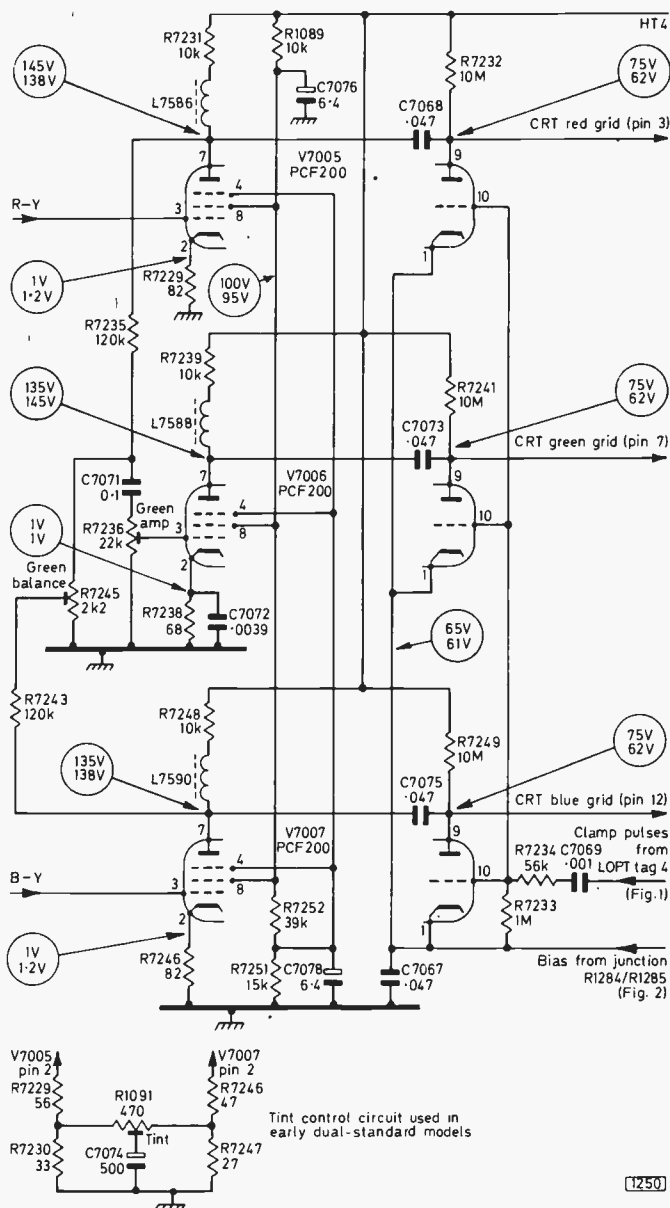 R7231
10k
R1089
10k
HT4
145V
138V
L7586
C7076
6·4
R7232
10M
75V
62V
C7068
·047
CRT red grid (pin 3)
V7005
PCF200
7
4
8
3
2
9
10
1
R-Y
1V
1·2V
R7229
82
100V
95V
R7235
120k
R7239
10k
R7241
10M
135V
145V
L7588
C7073
·047
75V
62V
CRT green grid (pin 7)
V7006
PCF200
7
4
8
3
2
9
10
1
C7071
0·1
Green
amp
R7236
22k
1V
1V
Green
balance
R7245
2k2
R7238
68
C7072
·0039
65V
61V
R7243
120k
R7248
10k
R7249
10M
135V
138V
L7590
C7075
·047
75V
62V
CRT blue grid (pin 12)
V7007
PCF200
7
4
8
3
2
9
10
1
R7234
56k
C7069
·001
Clamp pulses
from
LOPT tag 4
(Fig.1)
B-Y
R7252
39k
R7233
1M
1V
1·2V
R7246
82
R7251
15k
C7078
6·4
C7067
·047
Bias from junction
R1284/R1285
(Fig. 2)
V7005
pin 2
V7007
pin 2
R7229
56
R1091
470
R7246
47
Tint
C7074
500
R7230
33
R7247
27
Tint control circuit used in
early dual-standard models
1250